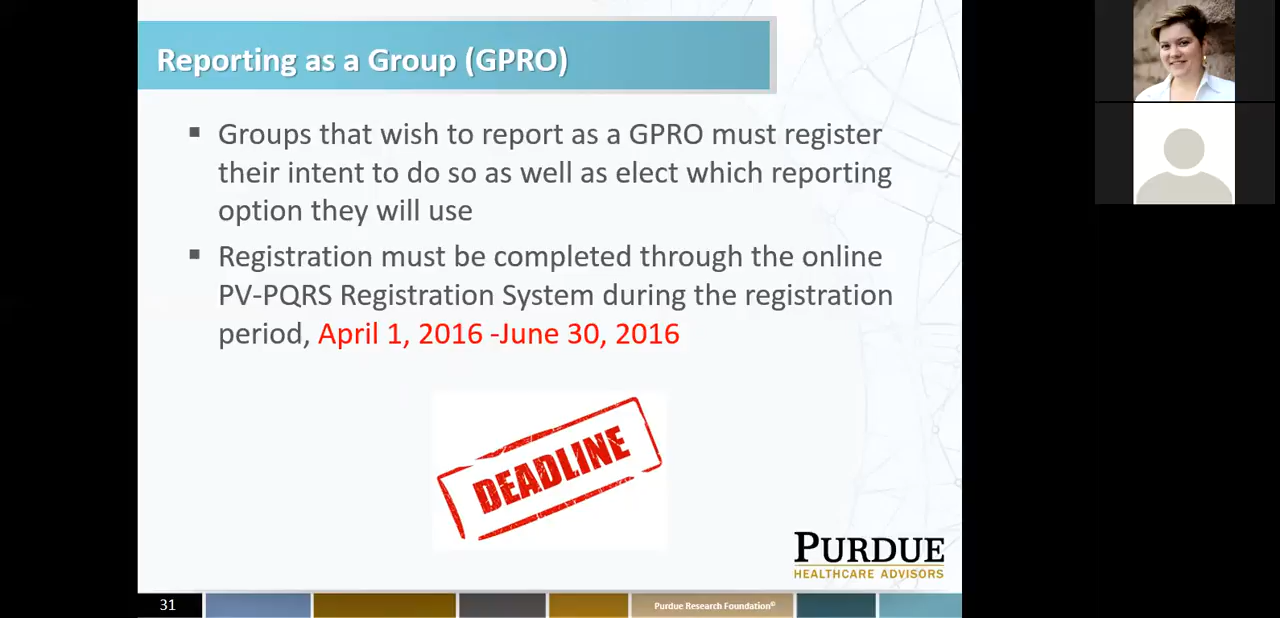 Reporting as a Group (GPRO)
▪ Groups that wish to report as a GPRO must register
their intent to do so as well as elect which reporting
option they will use
▪ Registration must be completed through the online
PV-PQRS Registration System during the registration
period, April 1, 2016 -June 30, 2016
DEADLINE
PURDUE
HEALTHCARE ADVISORS
31
Purdue Research Foundation©